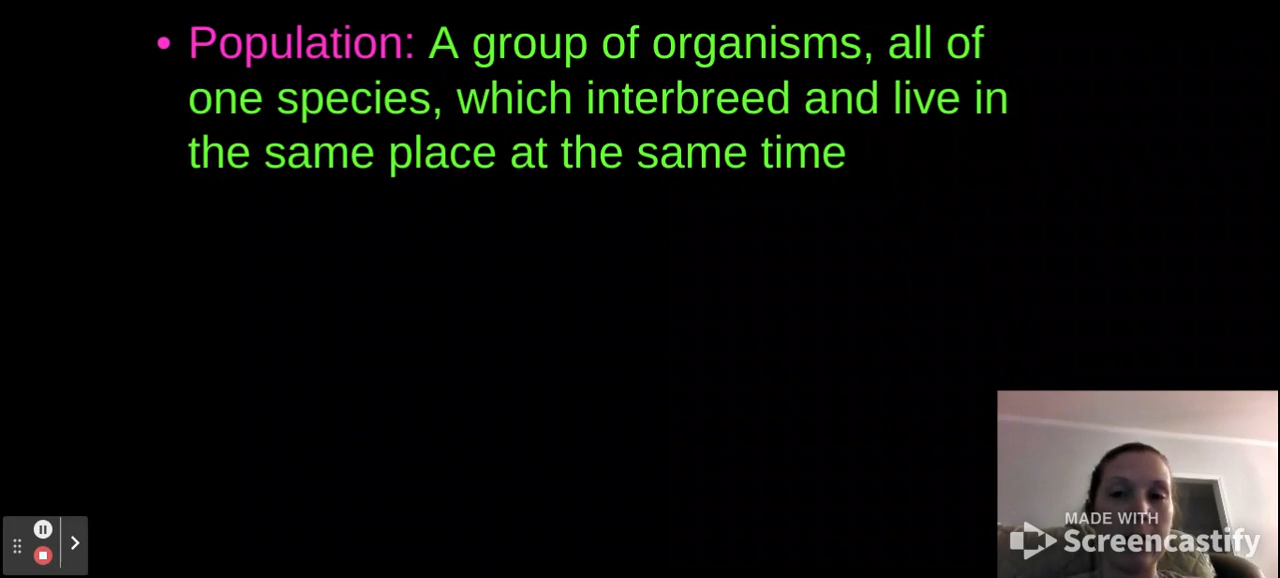 • Population: A group of organisms, all of
one species, which interbreed and live in
the same place at the same time
MADE WITH
Screencastify